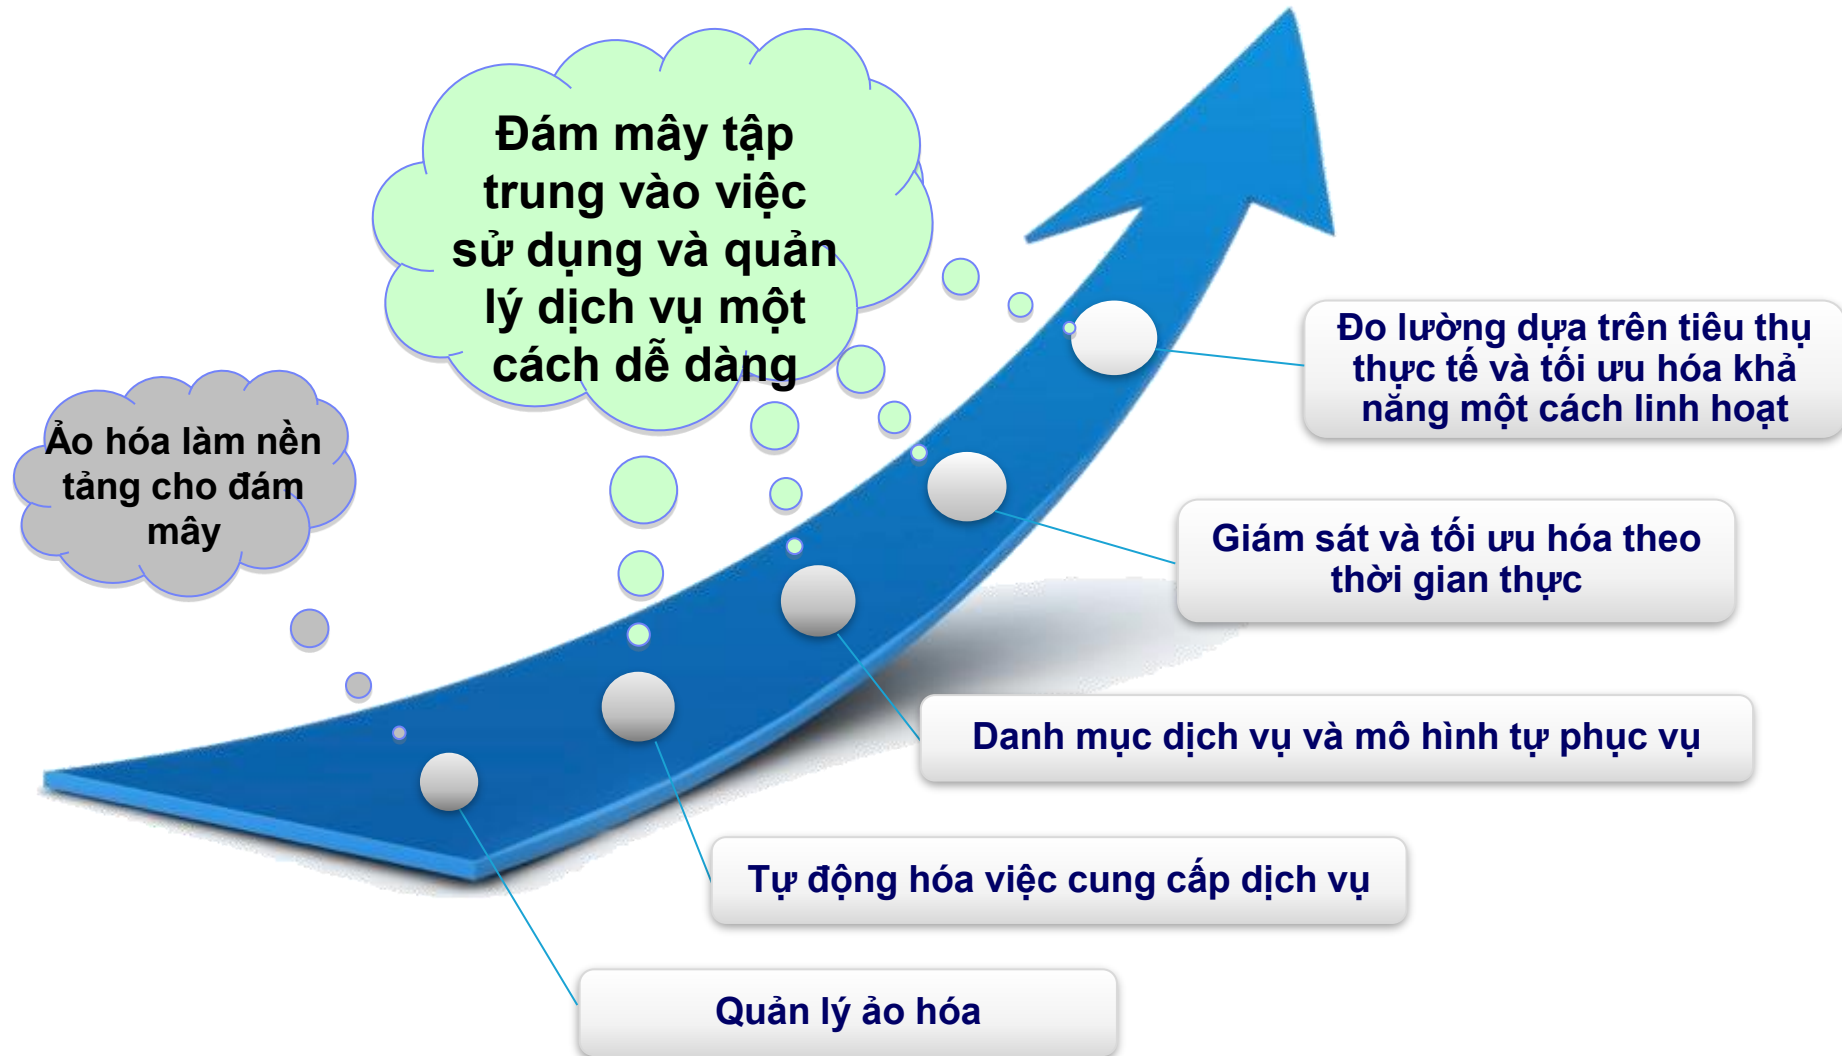 Đám mây tập
trung vào việc
sử dụng và quản
lý dịch vụ một
cách dễ dàng
Ảo hóa làm nền
tảng cho đám
mây
Đo lường dựa trên tiêu thụ
thực tế và tối ưu hóa khả
năng một cách linh hoạt
Giám sát và tối ưu hóa theo
thời gian thực
Danh mục dịch vụ và mô hình tự phục vụ
Tự động hóa việc cung cấp dịch vụ
Quản lý ảo hóa